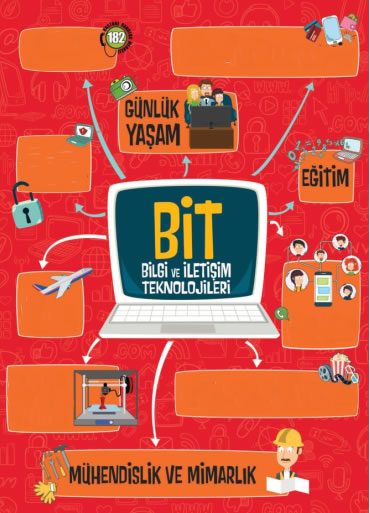 182
GÜNLÜK
YAŞAM
EĞİTİM
BİT
BİLGİ VE İLETİŞİM
TEKNOLOJİLERİ
MÜHENDİSLİK VE MİMARLIK